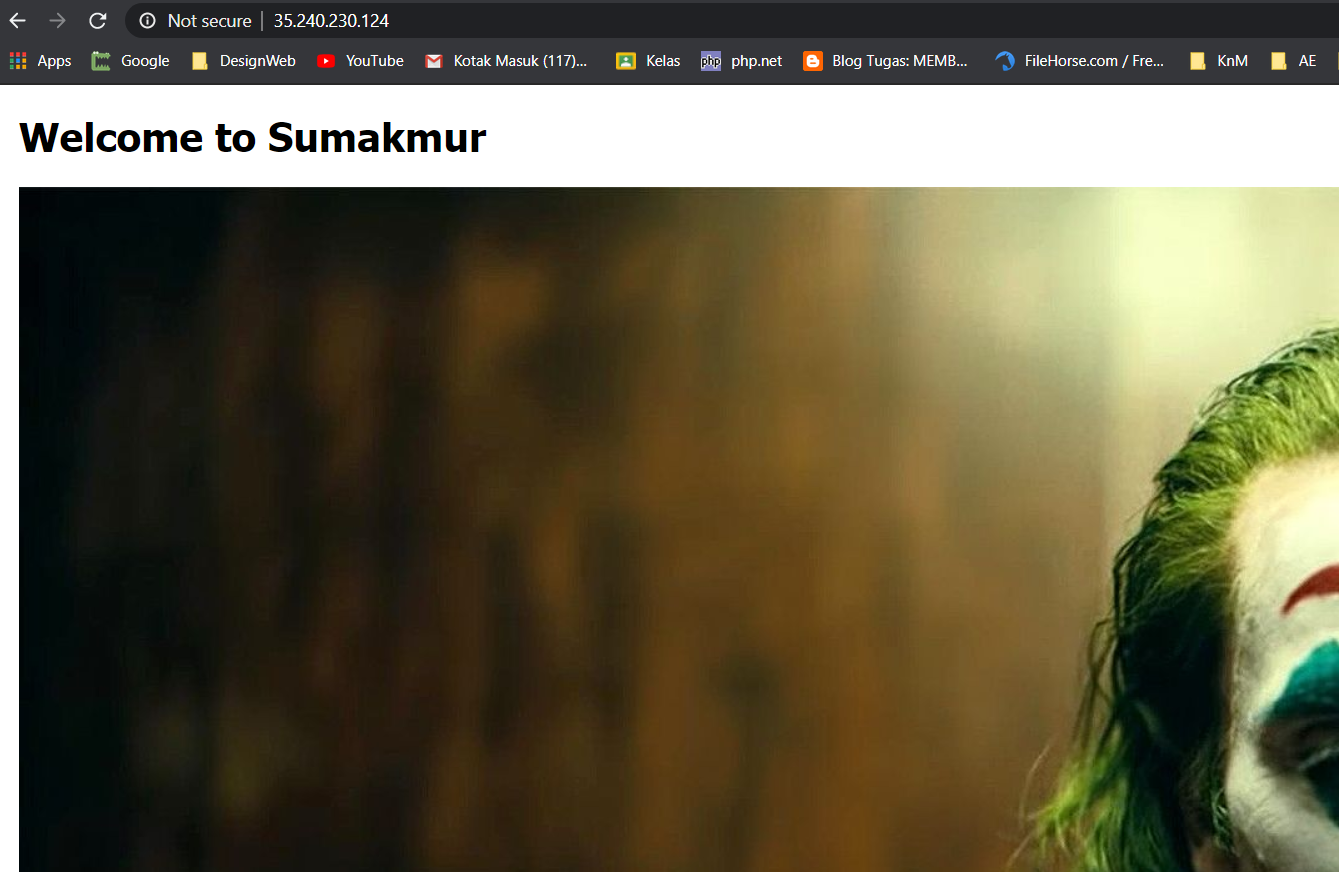 Not secure 35.240.230.124
Apps Google DesignWeb YouTube Kotak Masuk (117)... Kelas php php.net Blog Tugas: MEMB... FileHorse.com / Fre... KnM AE
Welcome to Sumakmur